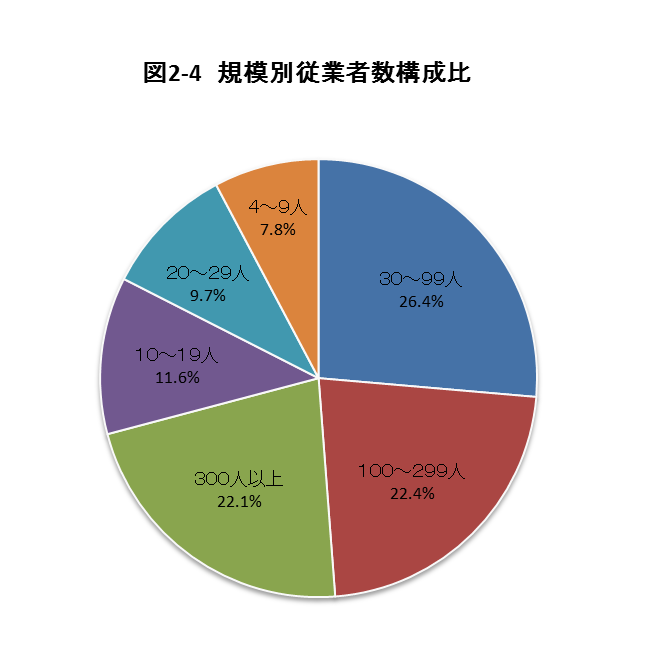 図2-4 規模別従業者数構成比
30～99人
26.4%
100～299人
22.4%
300人以上
22.1%
10～19人
11.6%
20～29人
9.7%
4～9人
7.8%